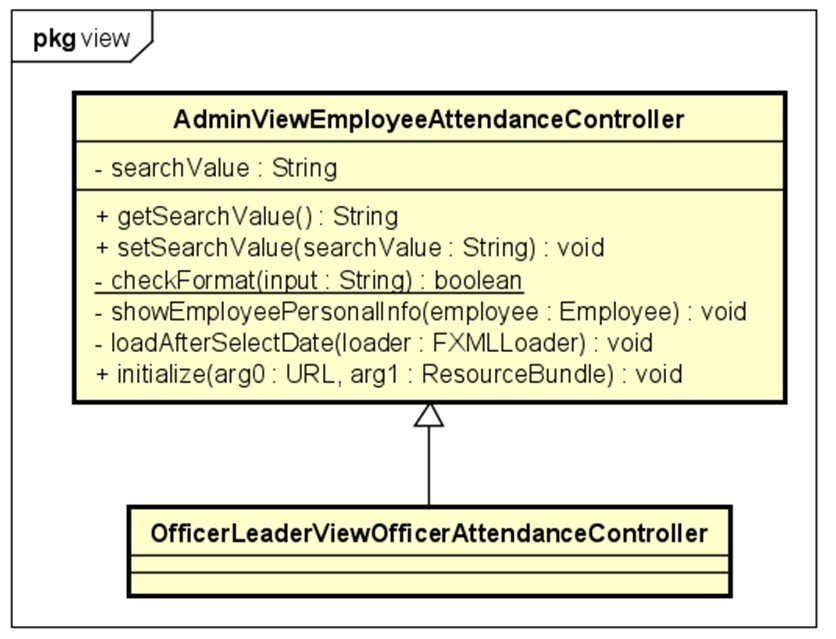 pkg view
AdminViewEmployeeAttendanceController
- searchValue : String
+ getSearchValue() : String
+ setSearchValue(searchValue : String) : void
- checkFormat(input : String) : boolean
- showEmployeePersonalInfo(employee : Employee) : void
- loadAfterSelectDate(loader : FXMLLoader) : void
+ initialize(arg0 : URL, arg1 : ResourceBundle) : void
OfficerLeaderViewOfficerAttendanceController